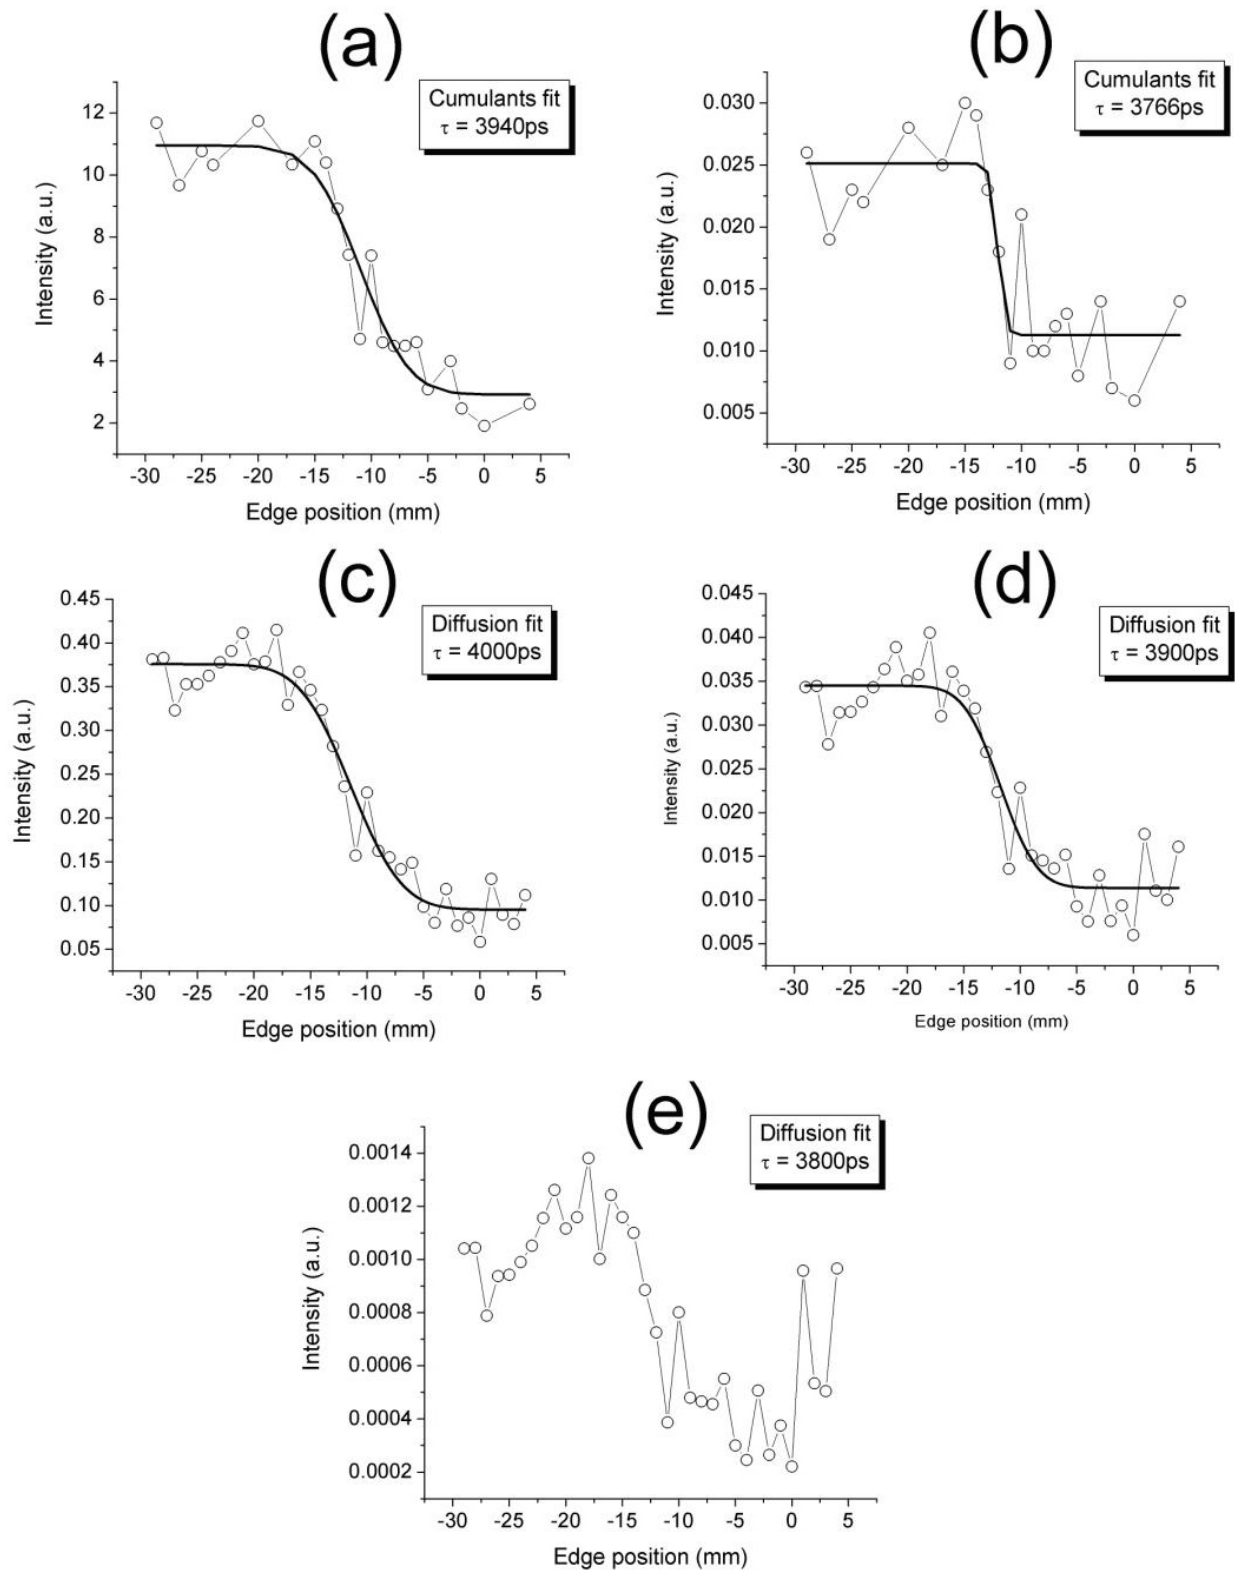 (a)
Cumulants fit
τ = 3940ps
Intensity (a.u.)
12
10
8
6
4
2
-30 -25 -20 -15 -10 -5 0 5
Edge position (mm)
(b)
Cumulants fit
τ = 3766ps
Intensity (a.u.)
0.030
0.025
0.020
0.015
0.010
0.005
-30 -25 -20 -15 -10 -5 0 5
Edge position (mm)
(c)
Diffusion fit
τ = 4000ps
Intensity (a.u.)
0.45
0.40
0.35
0.30
0.25
0.20
0.15
0.10
0.05
-30 -25 -20 -15 -10 -5 0 5
Edge position (mm)
(d)
Diffusion fit
τ = 3900ps
Intensity (a.u.)
0.045
0.040
0.035
0.030
0.025
0.020
0.015
0.010
0.005
-30 -25 -20 -15 -10 -5 0 5
Edge position (mm)
(e)
Diffusion fit
τ = 3800ps
Intensity (a.u.)
0.0014
0.0012
0.0010
0.0008
0.0006
0.0004
0.0002
-30 -25 -20 -15 -10 -5 0 5
Edge position (mm)